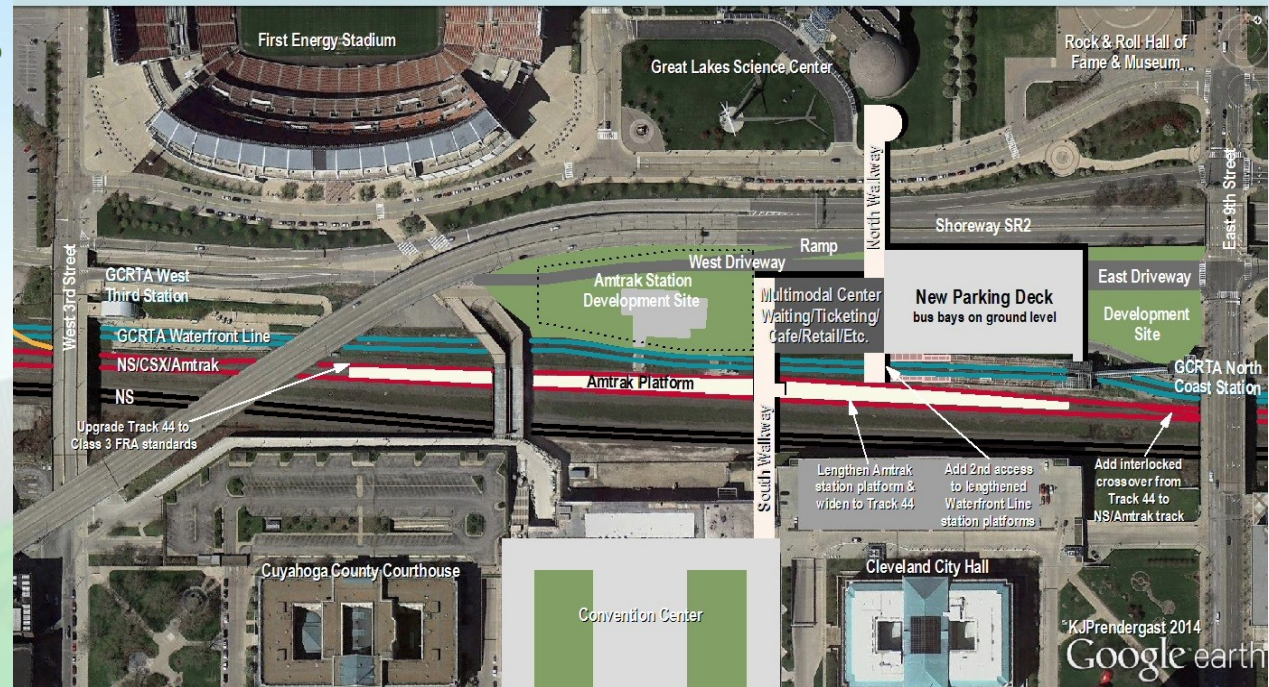 First Energy Stadium
Great Lakes Science Center
Rock & Roll Hall of
Fame & Museum
North Walkway
East 9th Street
Shoreway SR2
Ramp
West Driveway
West 3rd Street
GCRTA West
Third Station
Amtrak Station
Development Site
Multimodal Center
Waiting/Ticketing/
Cafe/Retail/Etc.
New Parking Deck
bus bays on ground level
East Driveway
Development
Site
GCRTA Waterfront Line
NS/CSX/Amtrak
Amtrak Platform
GCRTA North
Coast Station
NS
Upgrade Track 44 to
Class 3 FRA standards
South Walkway
Lengthen Amtrak
station platform &
widen to Track 44
Add 2nd access
to lengthened
Waterfront Line
station platforms
Add interlocked
crossover from
Track 44 to
NS/Amtrak track
Cuyahoga County Courthouse
Convention Center
Cleveland City Hall
KJPrendergast 2014
Google earth